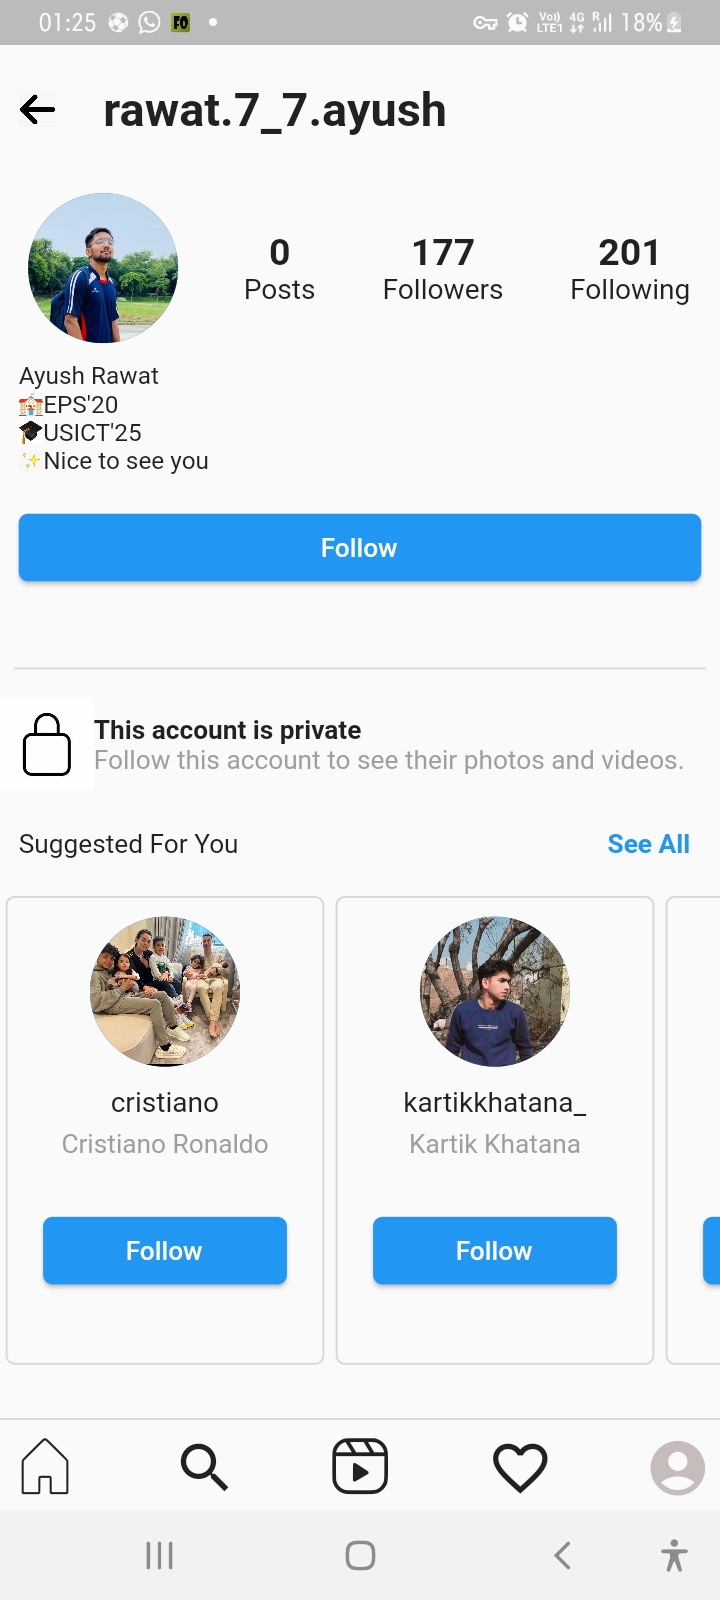 01:25 FO Vo)) LTE1 4G R 18%
rawat.7_7.ayush
0 177 201
Posts Followers Following
Ayush Rawat
🏫EPS'20
🎓USICT'25
✨Nice to see you
Follow
This account is private
Follow this account to see their photos and videos.
Suggested For You See All
cristiano kartikkhatana_
Cristiano Ronaldo Kartik Khatana
Follow Follow